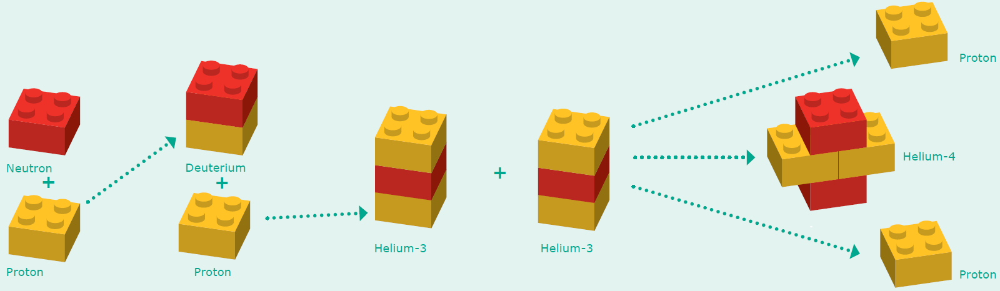 Neutron
+
Proton
Deuterium
+
Proton
Helium-3
+
Helium-3
Proton
Helium-4
Proton